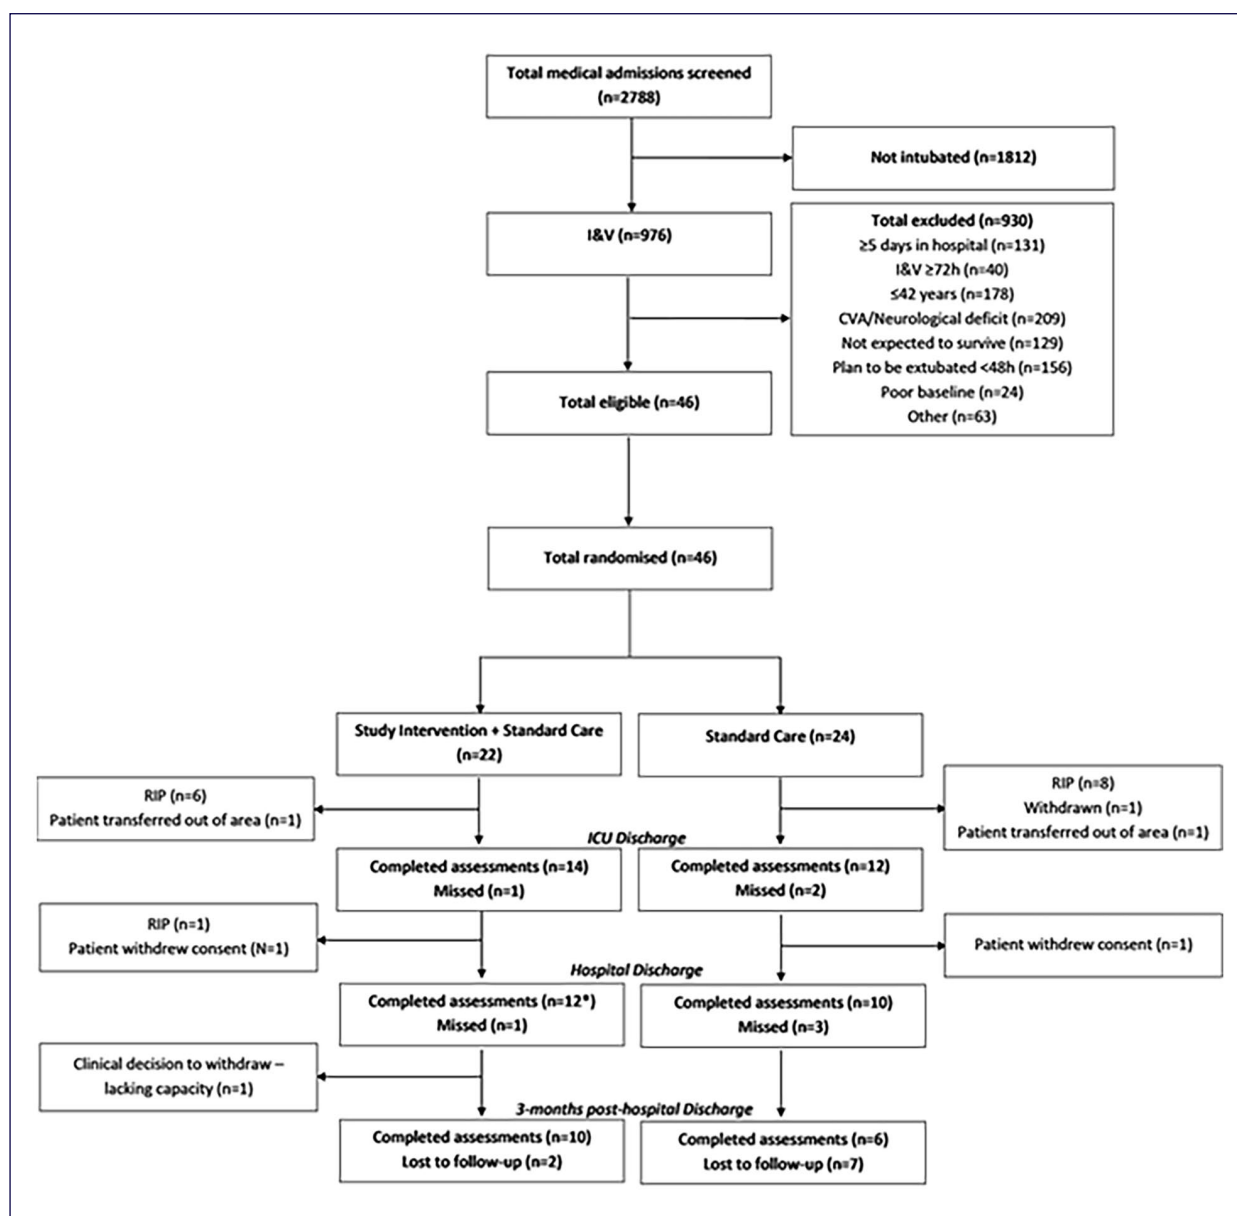 Total medical admissions screened
(n=2788)
Not intubated (n=1812)
I&V (n=976)
Total excluded (n=930)
≥5 days in hospital (n=131)
I&V ≥72h (n=40)
≤42 years (n=178)
CVA/Neurological deficit (n=209)
Not expected to survive (n=129)
Plan to be extubated <48h (n=156)
Poor baseline (n=24)
Other (n=63)
Total eligible (n=46)
Total randomised (n=46)
Study Intervention + Standard Care
(n=22)
Standard Care (n=24)
RIP (n=6)
Patient transferred out of area (n=1)
RIP (n=8)
Withdrawn (n=1)
Patient transferred out of area (n=1)
ICU Discharge
Completed assessments (n=14)
Missed (n=1)
Completed assessments (n=12)
Missed (n=2)
RIP (n=1)
Patient withdrew consent (N=1)
Patient withdrew consent (n=1)
Hospital Discharge
Completed assessments (n=12*)
Missed (n=1)
Completed assessments (n=10)
Missed (n=3)
Clinical decision to withdraw –
lacking capacity (n=1)
3-months post-hospital Discharge
Completed assessments (n=10)
Lost to follow-up (n=2)
Completed assessments (n=6)
Lost to follow-up (n=7)